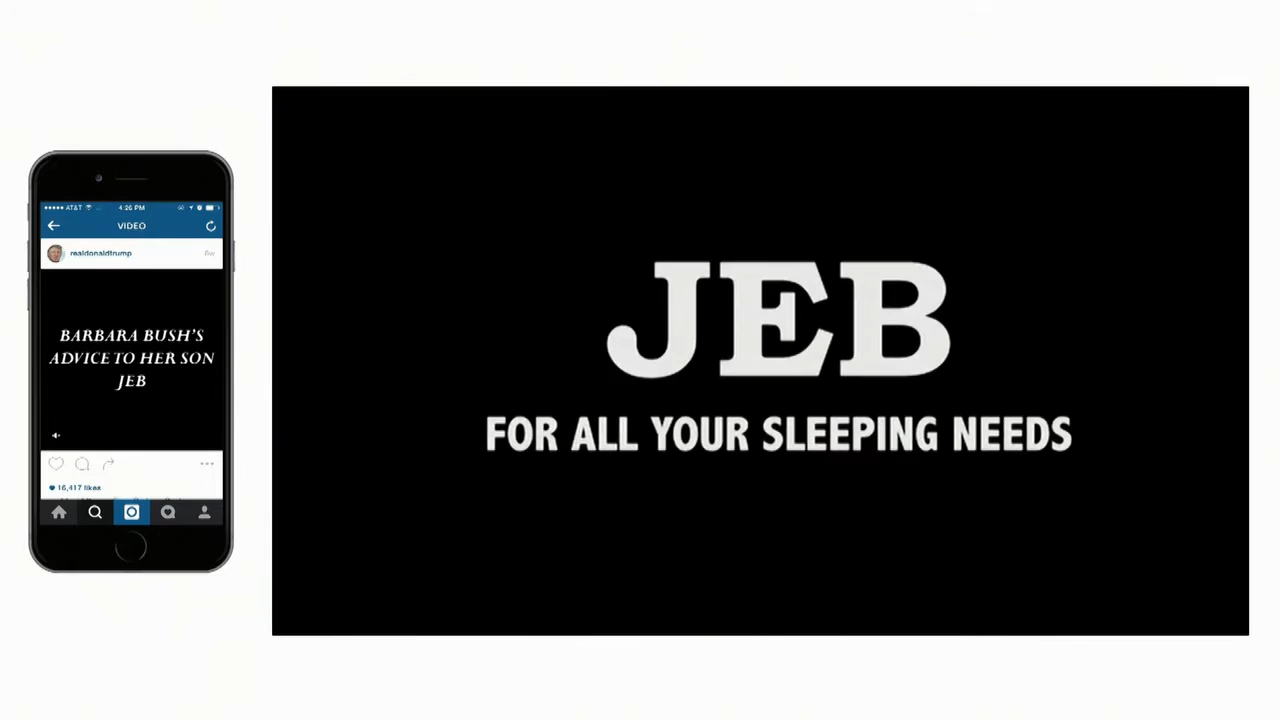 AT&T 4:26 PM
VIDEO
realdonaldtrump
BARBARA BUSH'S
ADVICE TO HER SON
JEB
16,417 likes
JEB
FOR ALL YOUR SLEEPING NEEDS